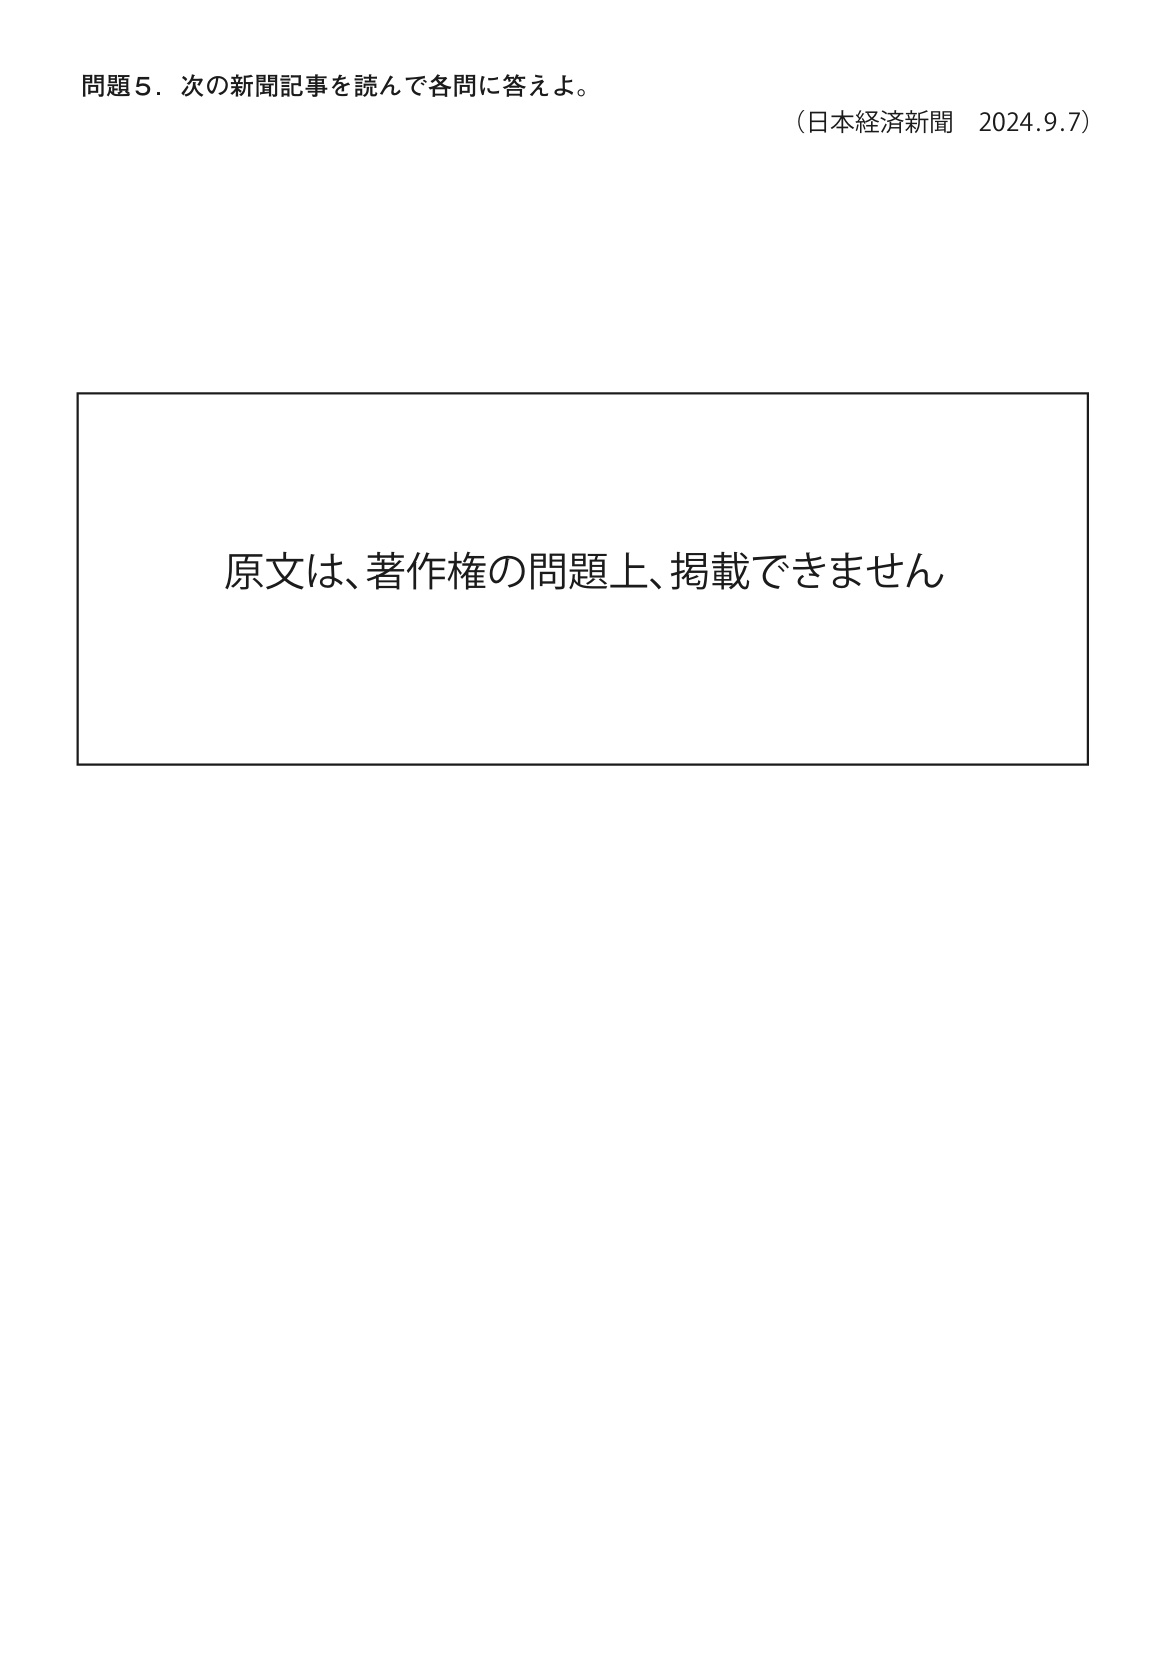 問題５．次の新聞記事を読んで各問に答えよ。
（日本経済新聞　2024.9.7）
原文は、著作権の問題上、掲載できません